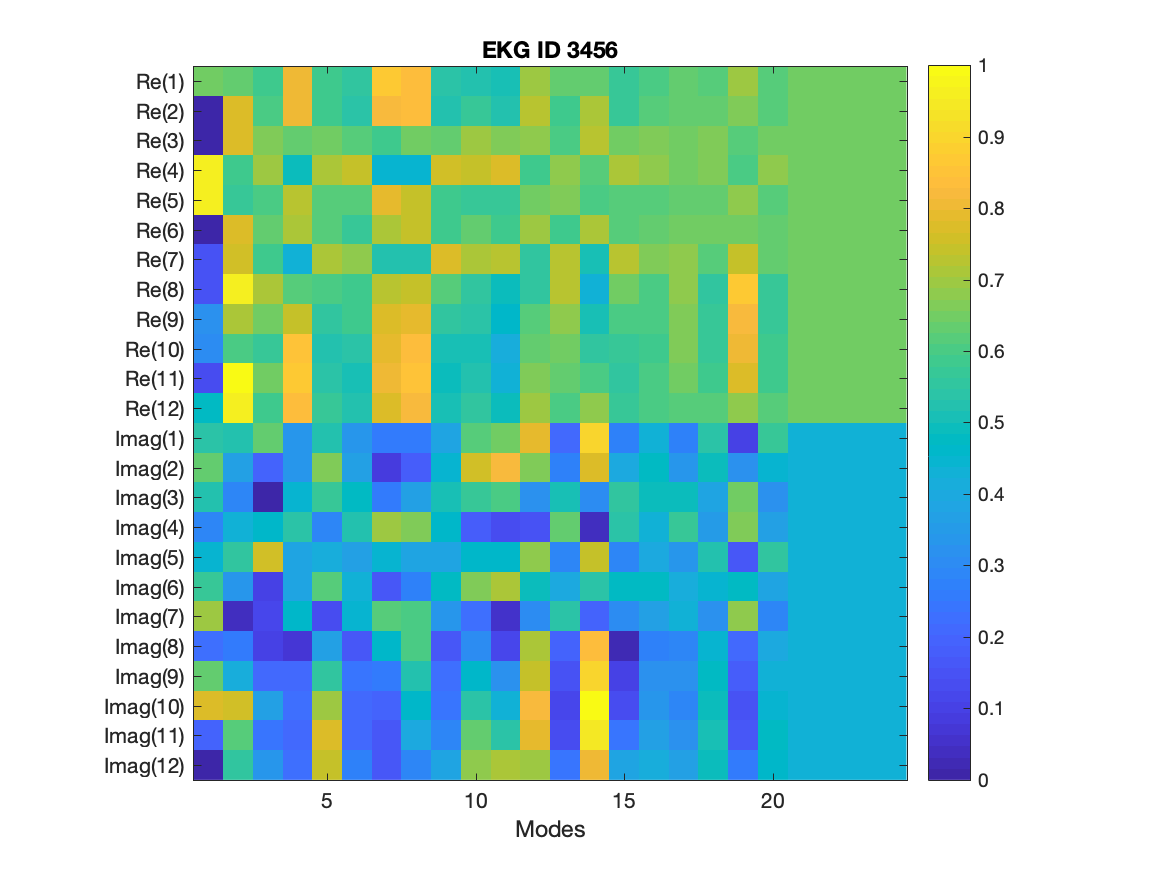 EKG ID 3456
Re(1)
Re(2)
Re(3)
Re(4)
Re(5)
Re(6)
Re(7)
Re(8)
Re(9)
Re(10)
Re(11)
Re(12)
Imag(1)
Imag(2)
Imag(3)
Imag(4)
Imag(5)
Imag(6)
Imag(7)
Imag(8)
Imag(9)
Imag(10)
Imag(11)
Imag(12)
5 10 15 20
Modes
1
0.9
0.8
0.7
0.6
0.5
0.4
0.3
0.2
0.1
0